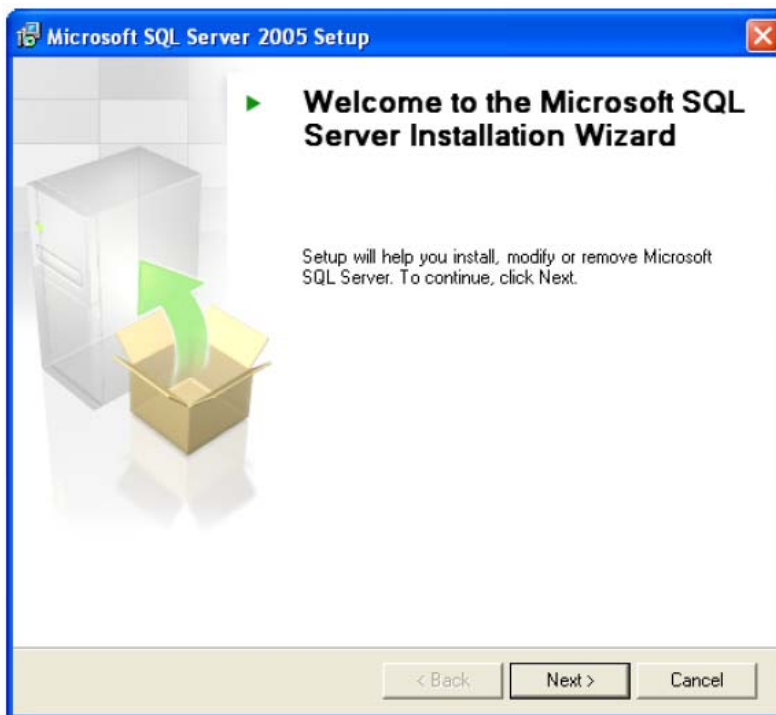 Microsoft SQL Server 2005 Setup
Welcome to the Microsoft SQL
Server Installation Wizard
Setup will help you install, modify or remove Microsoft
SQL Server. To continue, click Next.
< Back
Next >
Cancel